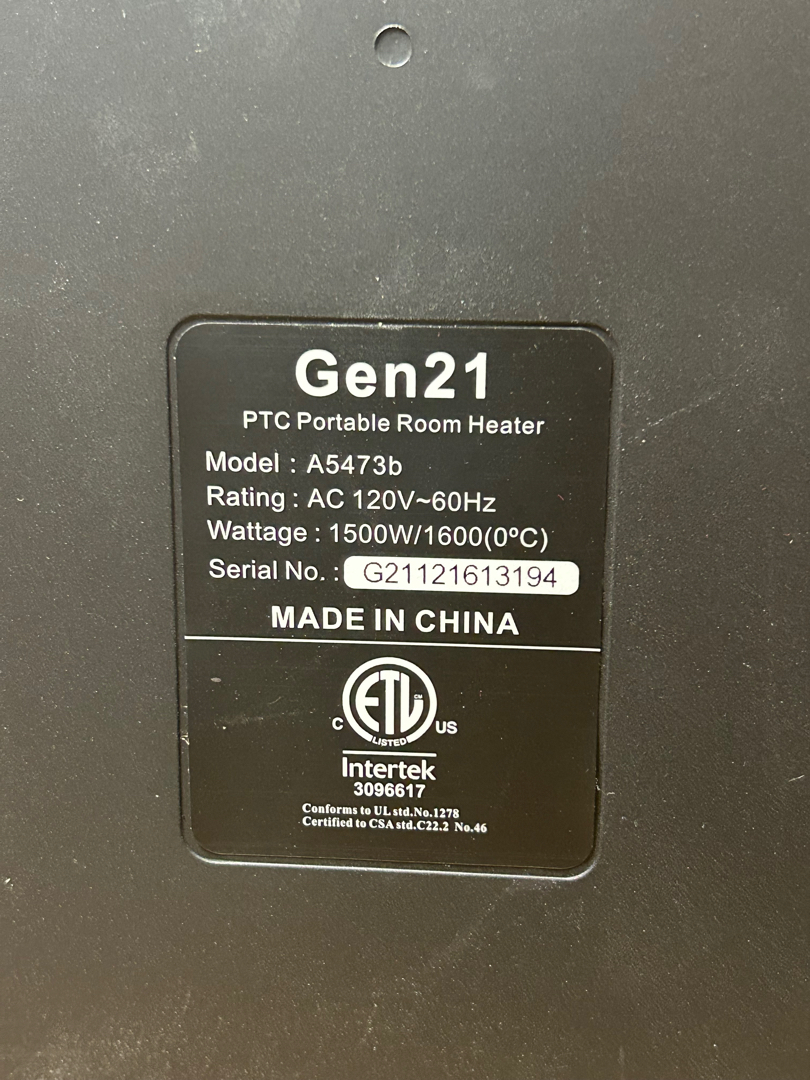 Gen21
PTC Portable Room Heater
Model : A5473b
Rating : AC 120V~60Hz
Wattage : 1500W/1600(0ºC)
Serial No. : G21121613194
MADE IN CHINA
ETL CM
C US
LISTED
Intertek
3096617
Conforms to UL std.No.1278
Certified to CSA std.C22.2 No.46